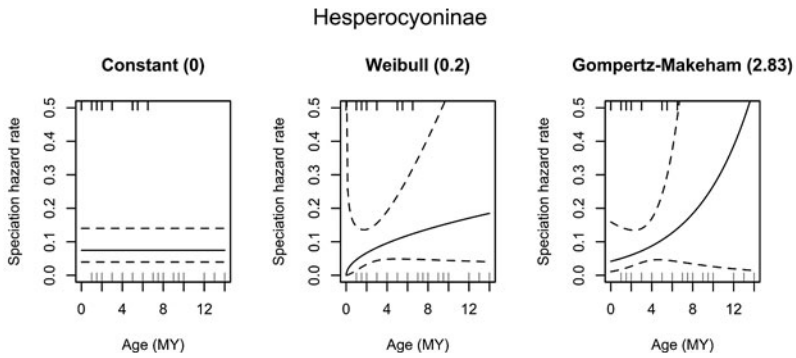 Hesperocyoninae
Constant (0)
Speciation hazard rate
0.0 0.1 0.2 0.3 0.4 0.5
0 4 8 12
Age (MY)
Weibull (0.2)
Speciation hazard rate
0.0 0.1 0.2 0.3 0.4 0.5
0 4 8 12
Age (MY)
Gompertz-Makeham (2.83)
Speciation hazard rate
0.0 0.1 0.2 0.3 0.4 0.5
0 4 8 12
Age (MY)